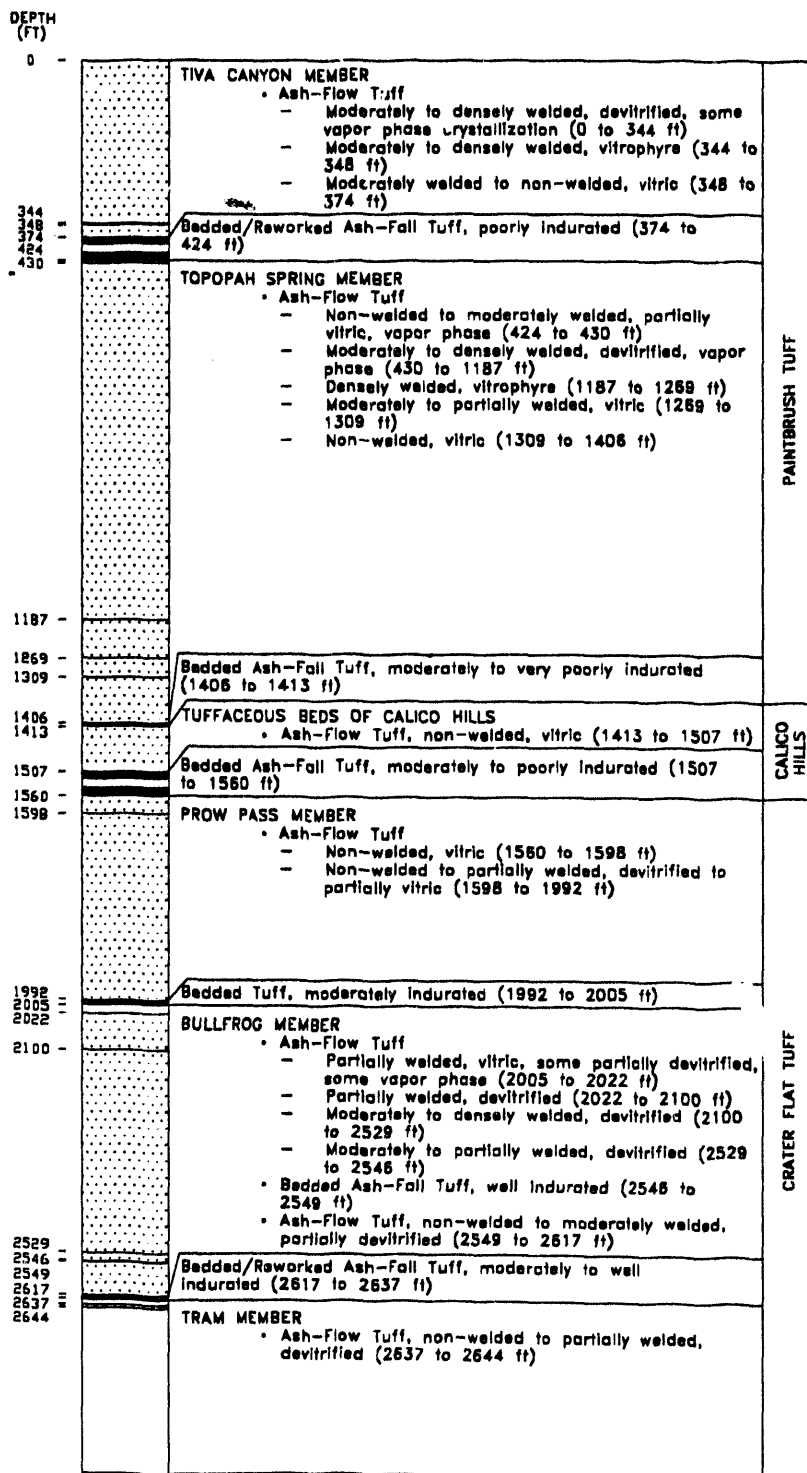 DEPTH
(FT)
0 -
344
348 -
374 -
424
430 =
1187 -
1269 -
1309 -
1406 -
1413 -
1507 -
1560 -
1598 -
1992 -
2005 =
2022
2100 -
2529 -
2546 -
2549
2617 -
2637 =
2644
TIVA CANYON MEMBER
• Ash-Flow Tuff
– Moderately to densely welded, devitrified, some
vapor phase crystallization (0 to 344 ft)
– Moderately to densely welded, vitrophyre (344 to
348 ft)
– Moderately welded to non-welded, vitric (348 to
374 ft)
Bedded/Reworked Ash-Fall Tuff, poorly indurated (374 to
424 ft)
TOPOPAH SPRING MEMBER
• Ash-Flow Tuff
– Non-welded to moderately welded, partially
vitric, vapor phase (424 to 430 ft)
– Moderately to densely welded, devitrified, vapor
phase (430 to 1187 ft)
– Densely welded, vitrophyre (1187 to 1269 ft)
– Moderately to partially welded, vitric (1269 to
1309 ft)
– Non-welded, vitric (1309 to 1406 ft)
Bedded Ash-Fall Tuff, moderately to very poorly indurated
(1406 to 1413 ft)
TUFFACEOUS BEDS OF CALICO HILLS
• Ash-Flow Tuff, non-welded, vitric (1413 to 1507 ft)
Bedded Ash-Fall Tuff, moderately to poorly indurated (1507
to 1560 ft)
PROW PASS MEMBER
• Ash-Flow Tuff
– Non-welded, vitric (1560 to 1598 ft)
– Non-welded to partially welded, devitrified to
partially vitric (1598 to 1992 ft)
Bedded Tuff, moderately indurated (1992 to 2005 ft)
BULLFROG MEMBER
• Ash-Flow Tuff
– Partially welded, vitric, some partially devitrified,
some vapor phase (2005 to 2022 ft)
– Partially welded, devitrified (2022 to 2100 ft)
– Moderately to densely welded, devitrified (2100
to 2529 ft)
– Moderately to partially welded, devitrified (2529
to 2546 ft)
• Bedded Ash-Fall Tuff, well indurated (2546 to
2549 ft)
• Ash-Flow Tuff, non-welded to moderately welded,
partially devitrified (2549 to 2617 ft)
Bedded/Reworked Ash-Fall Tuff, moderately to well
indurated (2617 to 2637 ft)
TRAM MEMBER
• Ash-Flow Tuff, non-welded to partially welded,
devitrified (2637 to 2644 ft)
PAINTBRUSH TUFF
CALICO
HILLS
CRATER FLAT TUFF